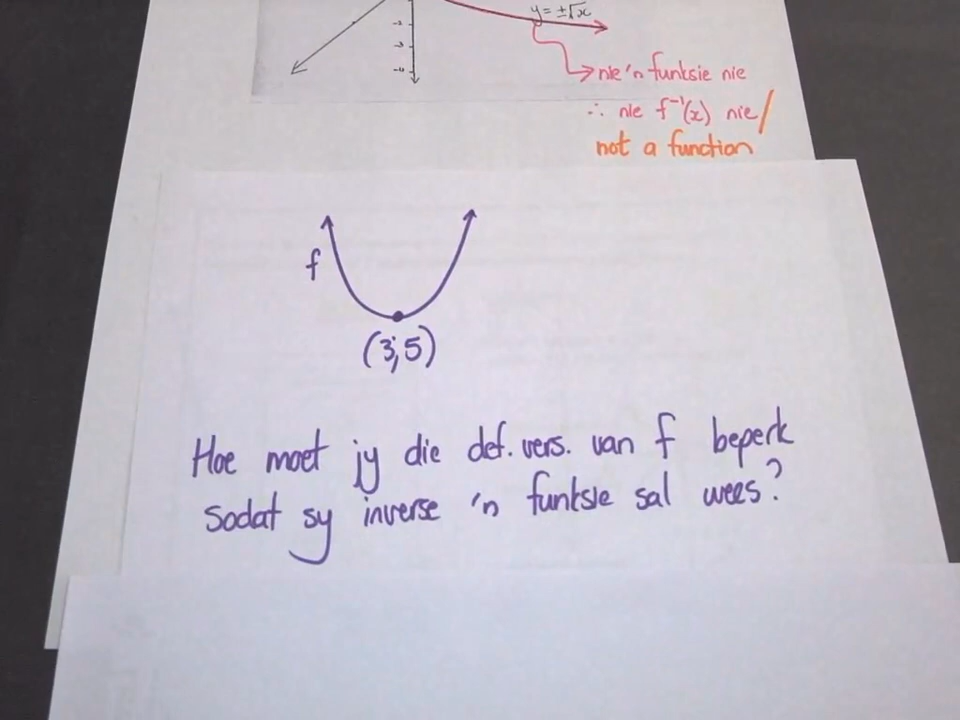 y = ±√x
nie 'n funksie nie
∴ nie f⁻¹(x) nie/
not a function
f
(3;5)
Hoe moet jy die def. vers. van f beperk
sodat sy inverse 'n funksie sal wees?